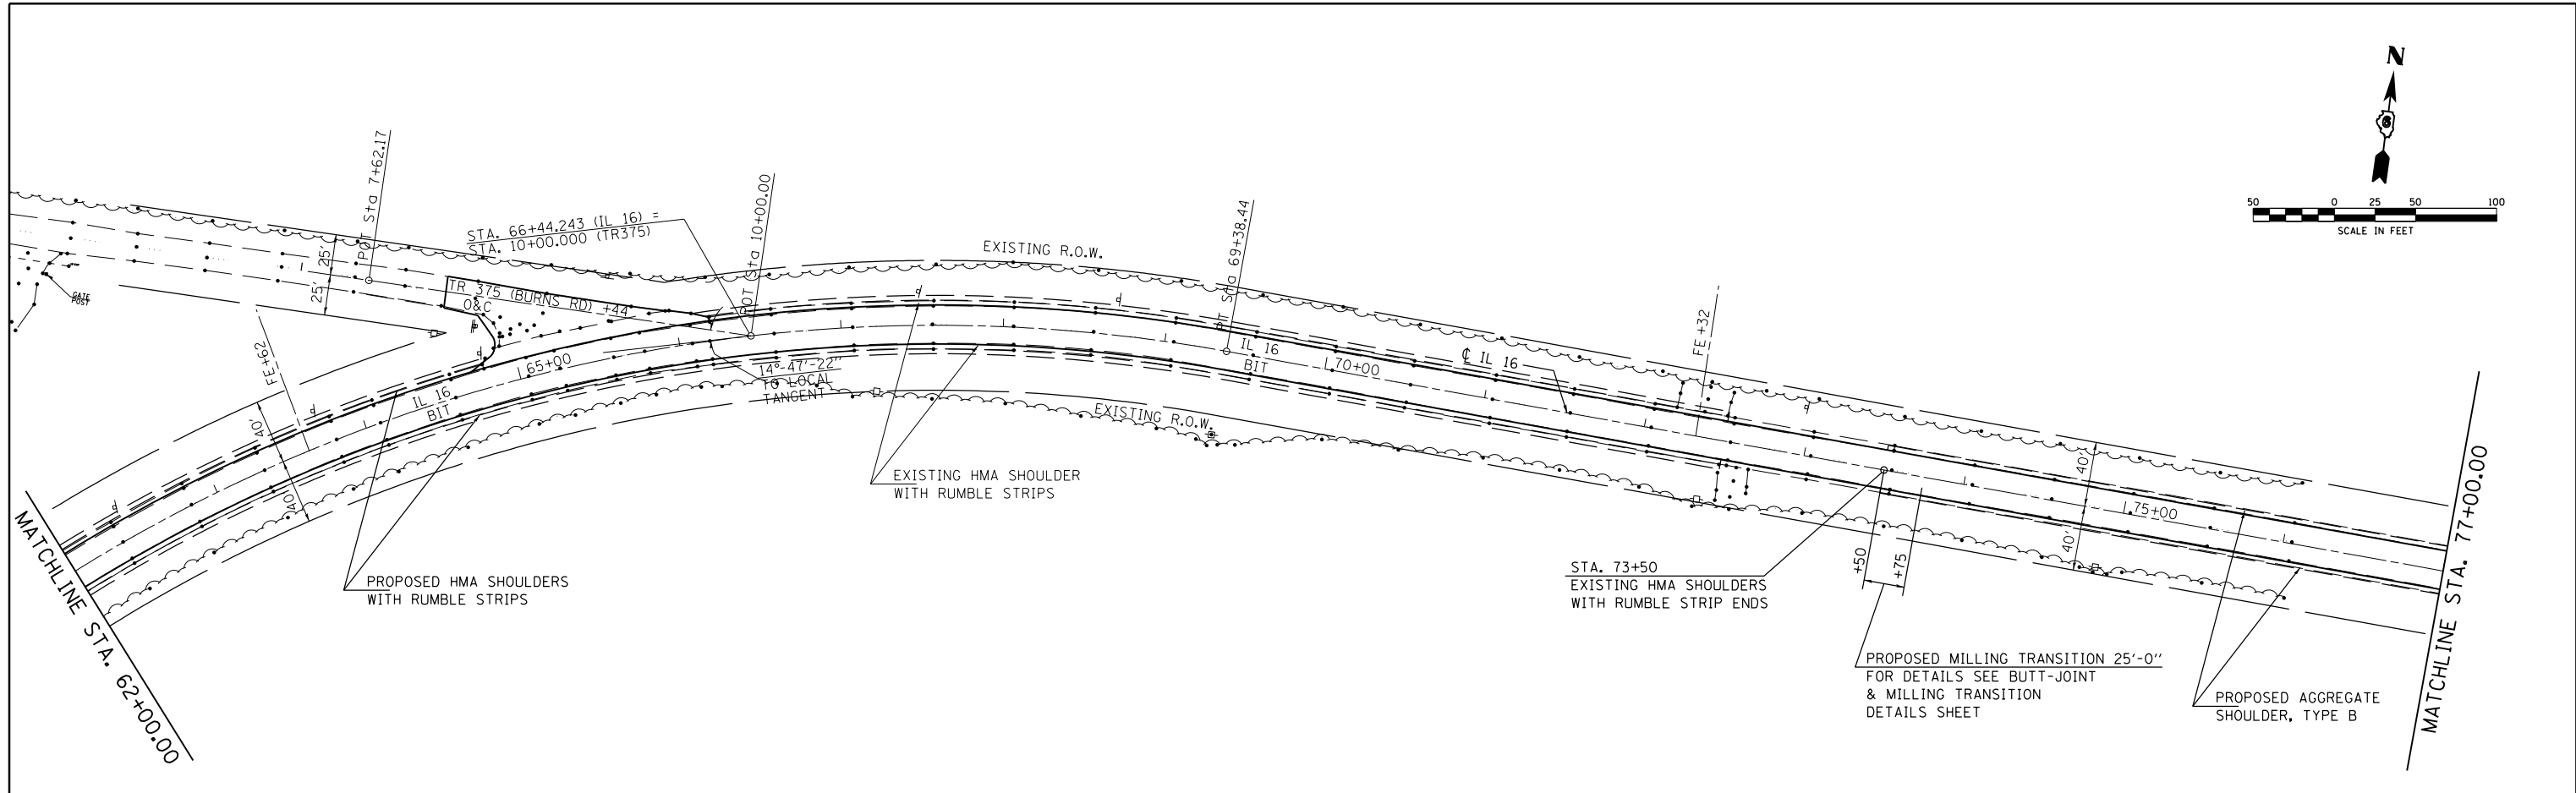 N
50 0 25 50 100
SCALE IN FEET
POT Sta 7+62.17
25'
25'
GATE
POST
STA. 66+44.243 (IL 16) =
STA. 10+00.000 (TR375)
POT Sta 10+00.00
TR 375 (BURNS RD) +44
O&C
EXISTING R.O.W.
PT Sta 69+38.44
FE+62
65+00
IL 16
BIT
14°-47'-22"
TO LOCAL
TANGENT
IL 16
BIT
70+00
℄ IL 16
FE +32
EXISTING R.O.W.
40'
40'
EXISTING HMA SHOULDER
WITH RUMBLE STRIPS
PROPOSED HMA SHOULDERS
WITH RUMBLE STRIPS
STA. 73+50
EXISTING HMA SHOULDERS
WITH RUMBLE STRIP ENDS
+50
+75
40'
40'
75+00
PROPOSED MILLING TRANSITION 25'-0"
FOR DETAILS SEE BUTT-JOINT
& MILLING TRANSITION
DETAILS SHEET
PROPOSED AGGREGATE
SHOULDER, TYPE B
MATCHLINE STA. 62+00.00
MATCHLINE STA. 77+00.00